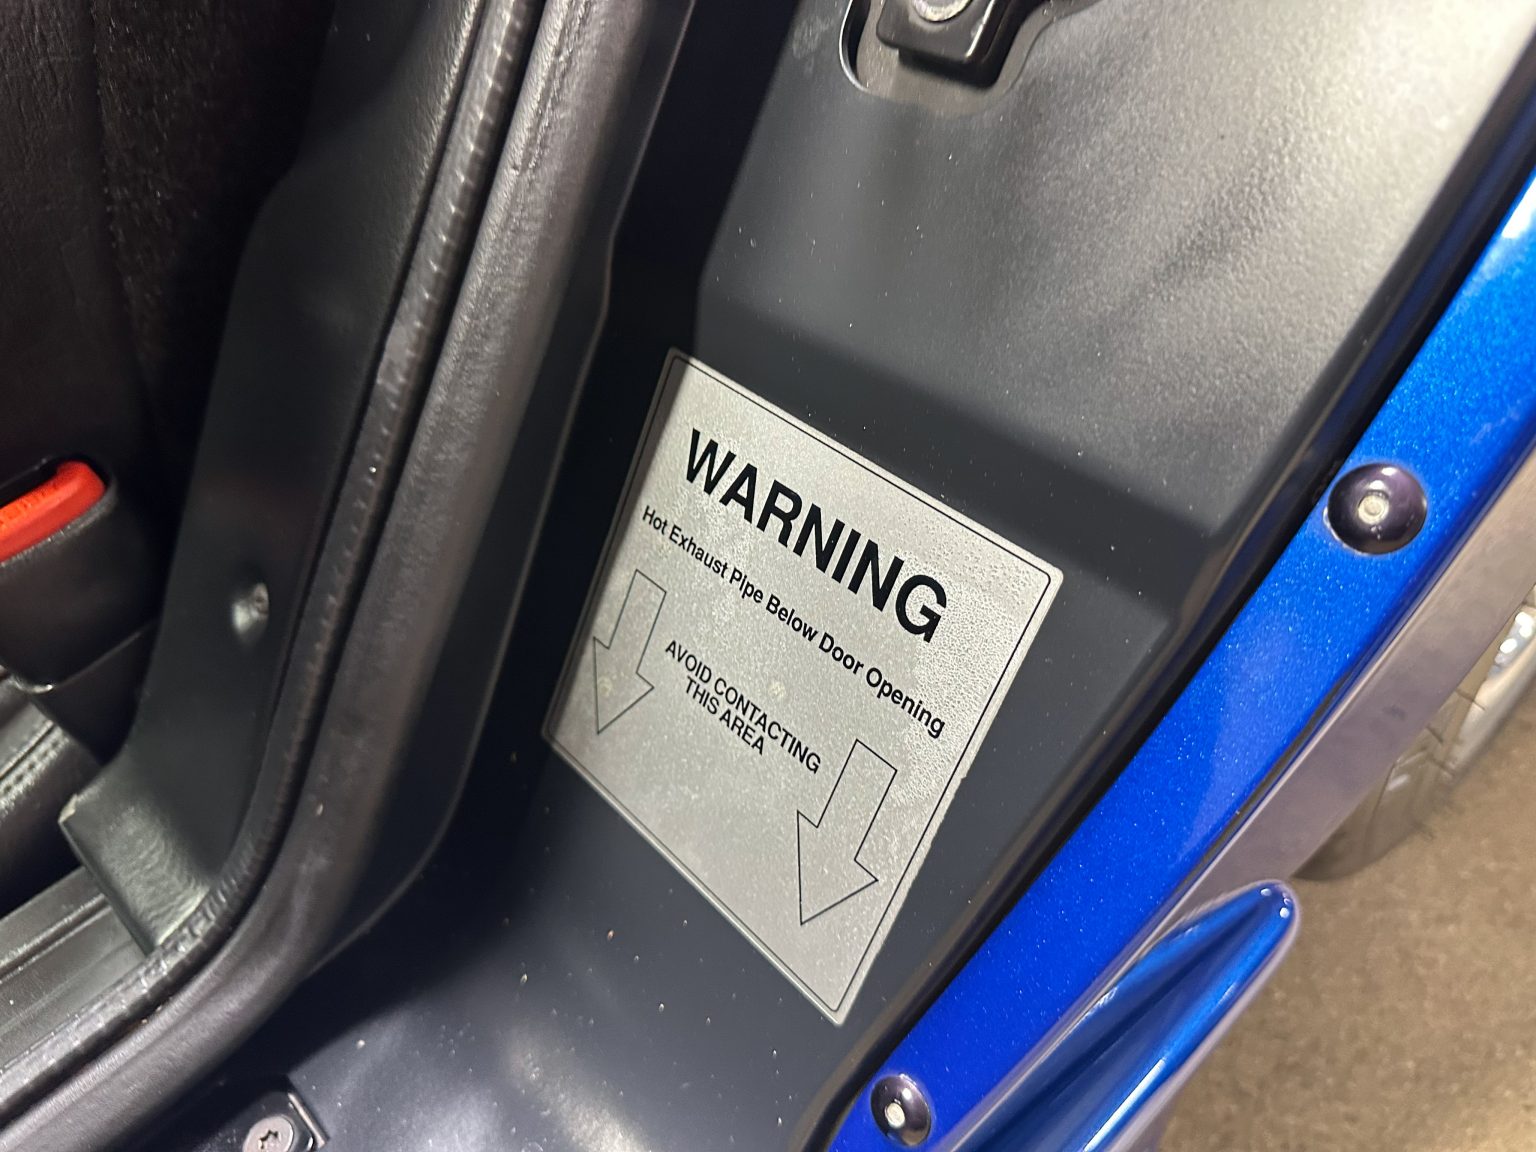 WARNING
Hot Exhaust Pipe Below Door Opening
AVOID CONTACTING
THIS AREA